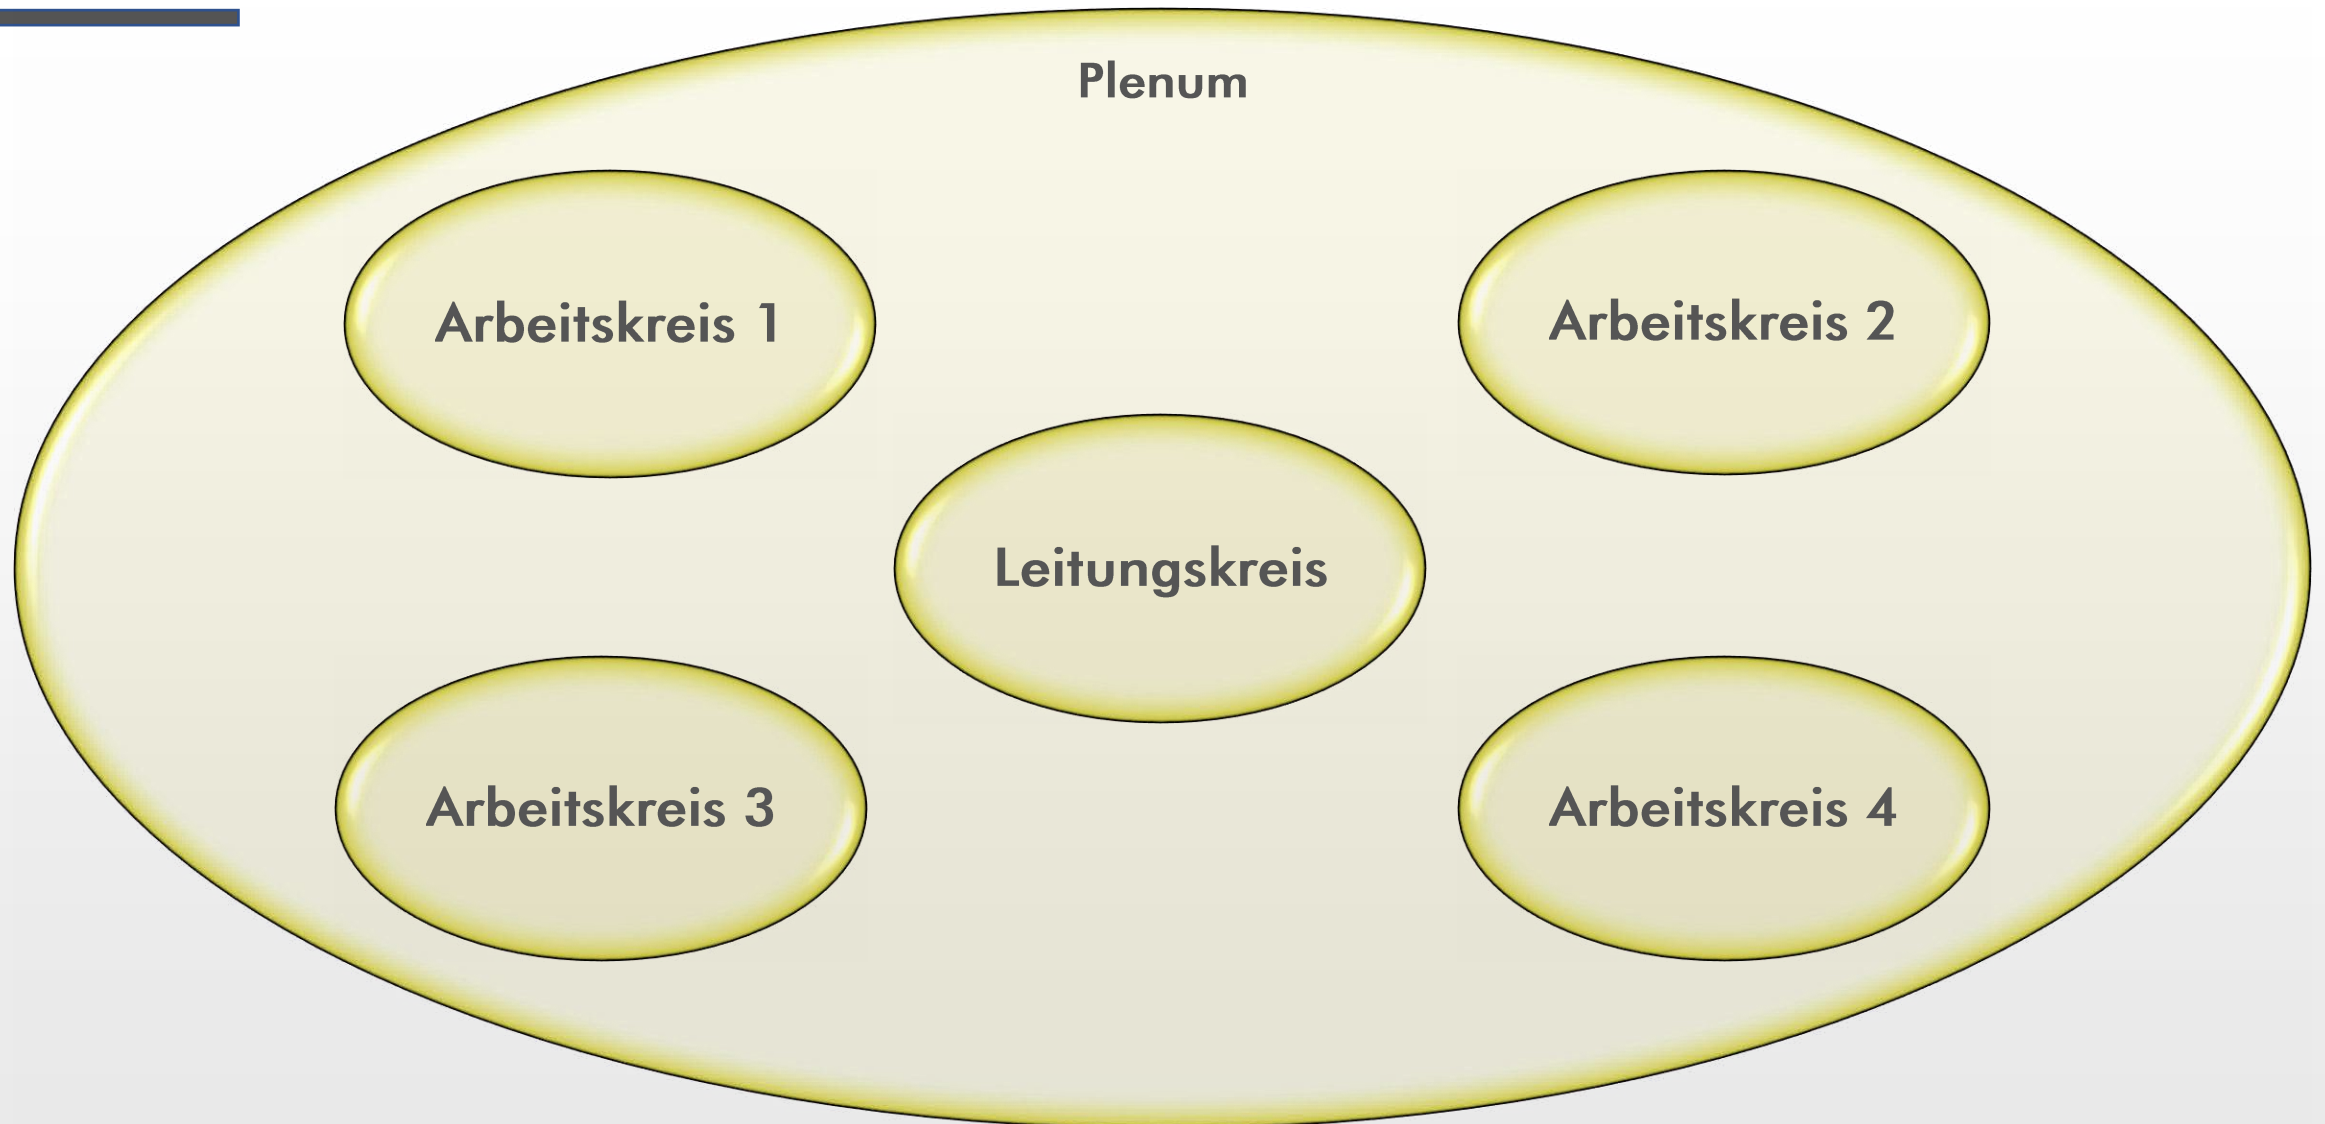 Plenum
Arbeitskreis 1
Arbeitskreis 2
Leitungskreis
Arbeitskreis 3
Arbeitskreis 4